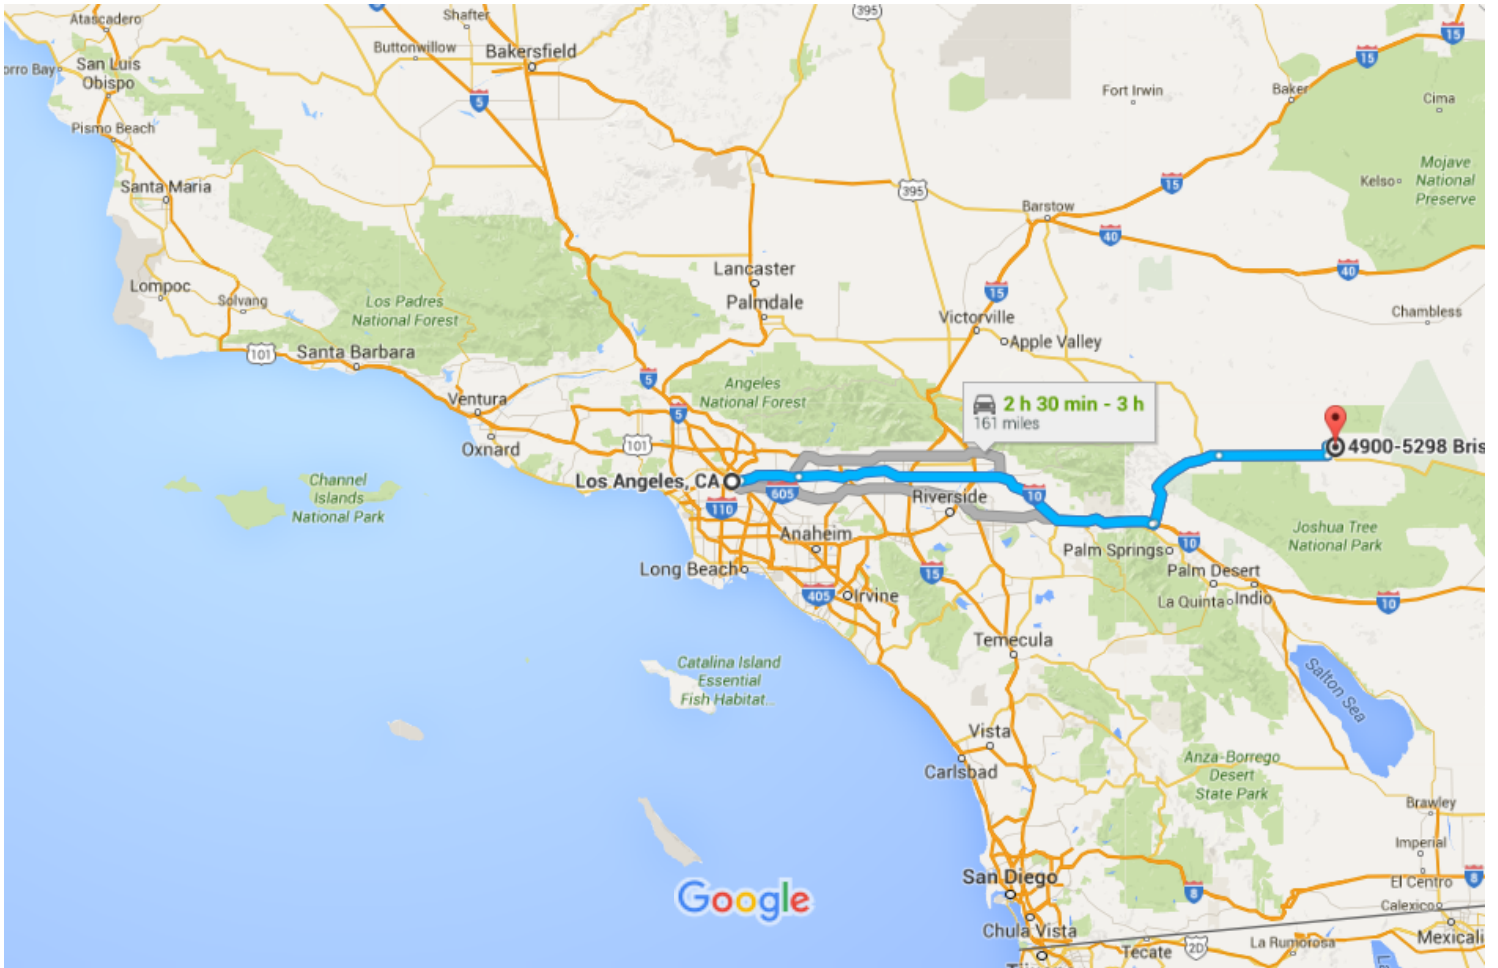 395
Atascadero
Shafter
Buttonwillow
Bakersfield
15
15
orro Bay
San Luis
Obispo
5
Fort Irwin
Baker
Cima
Pismo Beach
Mojave
National
Preserve
Santa Maria
395
15
Kelso
Barstow
40
40
Lancaster
Lompoc
Solvang
Los Padres
National Forest
Palmdale
15
Victorville
Chambless
Apple Valley
101
Santa Barbara
5
Angeles
National Forest
Ventura
5
2 h 30 min - 3 h
161 miles
Oxnard
101
4900-5298 Bris
Channel
Islands
National Park
Los Angeles, CA
605
110
Riverside
10
Anaheim
Joshua Tree
National Park
Palm Springs
10
Long Beach
15
Palm Desert
405
Irvine
La Quinta
Indio
10
Temecula
Catalina Island
Essential
Fish Habitat...
Salton Sea
Vista
Carlsbad
Anza-Borrego
Desert
State Park
Brawley
Imperial
San Diego
8
El Centro
8
Calexico
Google
Chula Vista
Tecate
2D
La Rumorosa
Mexicali